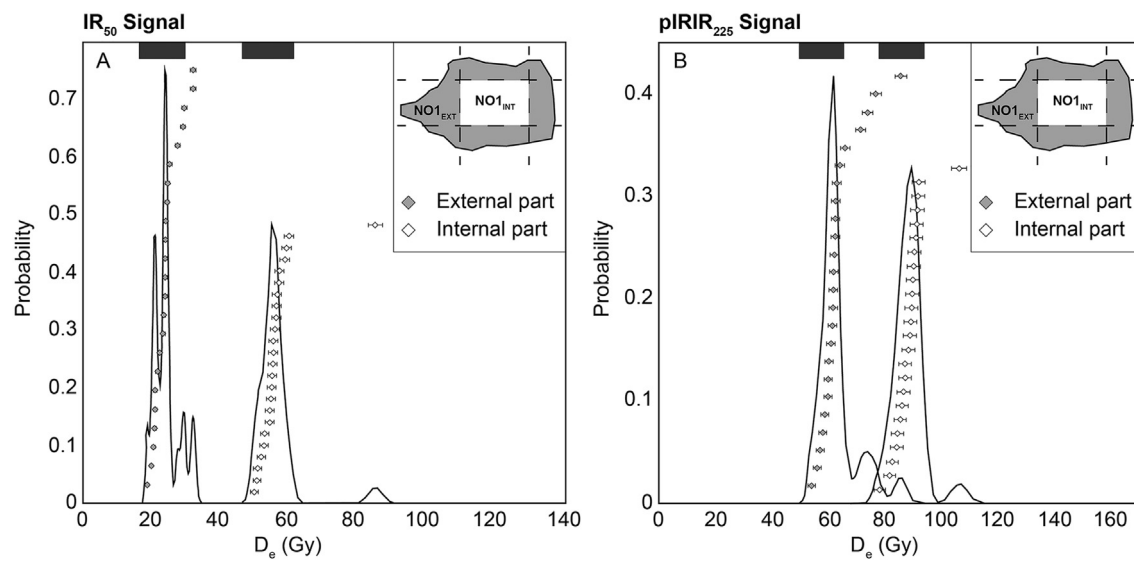 IR50 Signal
A
NO1EXT
NO1INT
External part
Internal part
Probability
0.7
0.6
0.5
0.4
0.3
0.2
0.1
0
0 20 40 60 80 100 120 140
De (Gy)
pIRIR225 Signal
B
NO1EXT
NO1INT
External part
Internal part
Probability
0.4
0.3
0.2
0.1
0
0 20 40 60 80 100 120 140 160
De (Gy)